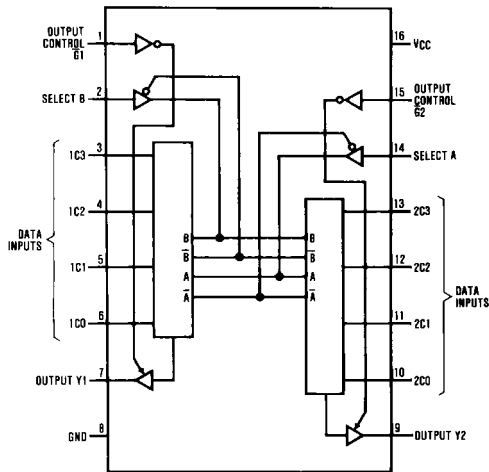 OUTPUT
CONTROL
G̅1
1
SELECT B
2
1C3
3
1C2
4
DATA
INPUTS
1C1
5
1C0
6
OUTPUT Y1
7
GND
8
B
B̅
A
A̅
B
B̅
A
A̅
16
VCC
15
OUTPUT
CONTROL
G̅2
14
SELECT A
13
2C3
12
2C2
DATA
INPUTS
11
2C1
10
2C0
9
OUTPUT Y2